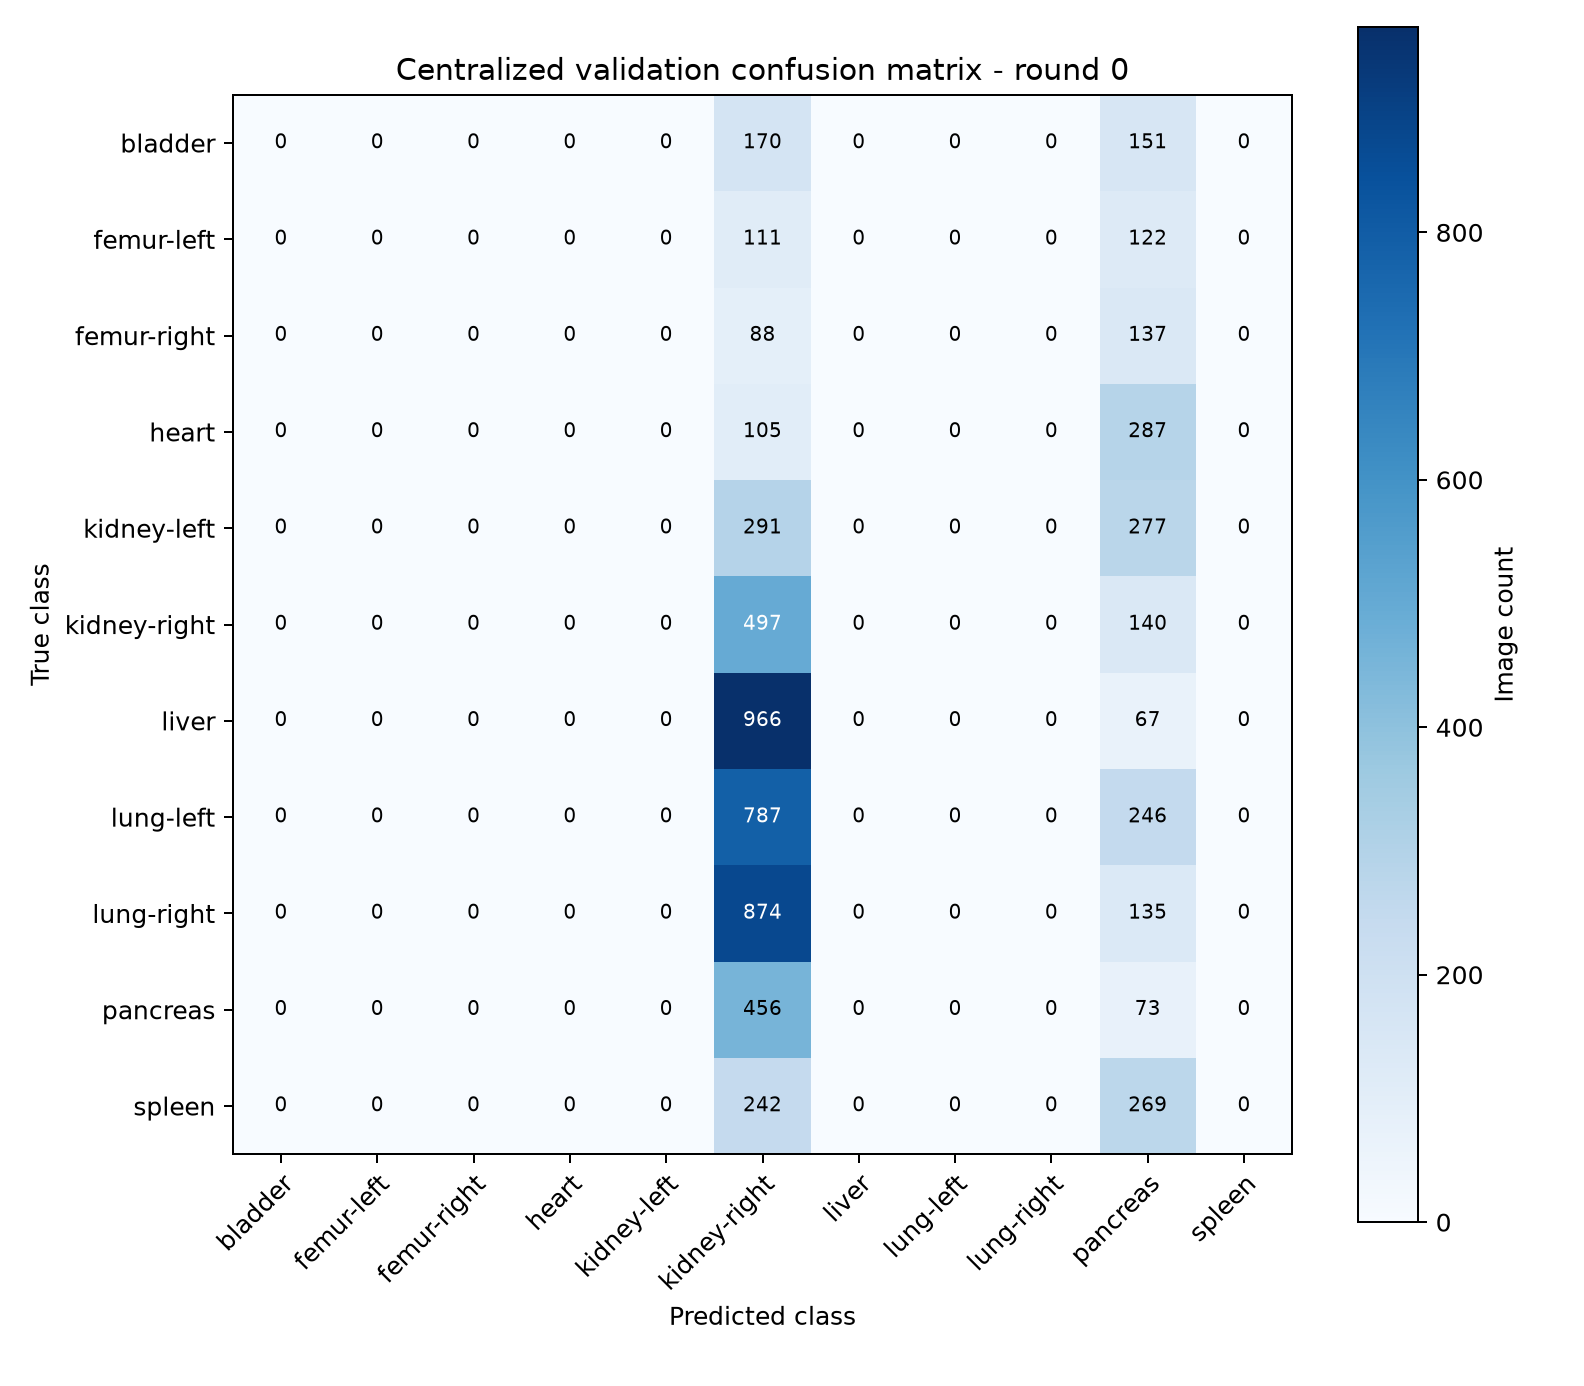 Centralized validation confusion matrix - round 0
bladder 0 0 0 0 0 170 0 0 0 151 0
femur-left 0 0 0 0 0 111 0 0 0 122 0
femur-right 0 0 0 0 0 88 0 0 0 137 0
heart 0 0 0 0 0 105 0 0 0 287 0
kidney-left 0 0 0 0 0 291 0 0 0 277 0
kidney-right 0 0 0 0 0 497 0 0 0 140 0
liver 0 0 0 0 0 966 0 0 0 67 0
lung-left 0 0 0 0 0 787 0 0 0 246 0
lung-right 0 0 0 0 0 874 0 0 0 135 0
pancreas 0 0 0 0 0 456 0 0 0 73 0
spleen 0 0 0 0 0 242 0 0 0 269 0
bladder femur-left femur-right heart kidney-left kidney-right liver lung-left lung-right pancreas spleen
Predicted class
True class
800
600
400
200
0
Image count